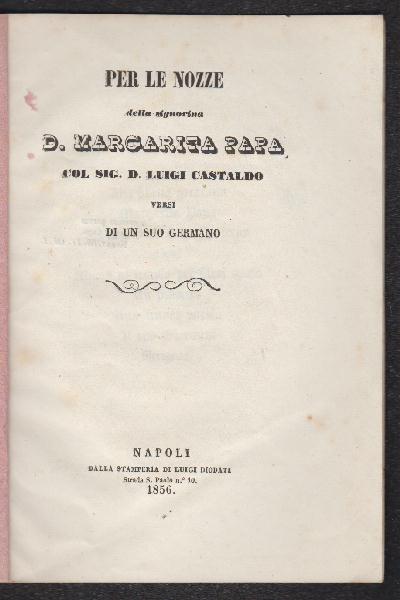 PER LE NOZZE
della signorina
D. MARGARITA PAPA
COL SIG. D. LUIGI CASTALDO
VERSI
DI UN SUO GERMANO
NAPOLI
DALLA STAMPERIA DI LUIGI DIODATI
Strada S. Paolo n.° 10.
1856.